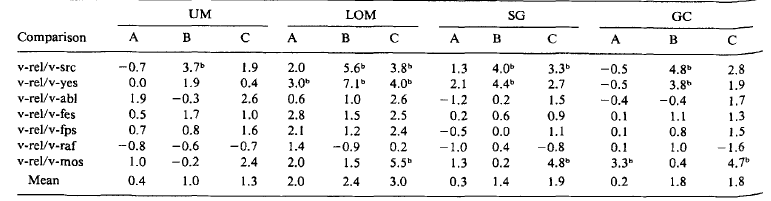 UM LOM SG GC
Comparison A B C A B C A B C A B C
v-rel/v-src −0.7 3.7ᵇ 1.9 2.0 5.6ᵇ 3.8ᵇ 1.3 4.0ᵇ 3.3ᵇ −0.5 4.8ᵇ 2.8
v-rel/v-yes 0.0 1.9 0.4 3.0ᵇ 7.1ᵇ 4.0ᵇ 2.1 4.4ᵇ 2.7 −0.5 3.8ᵇ 1.9
v-rel/v-abl 1.9 −0.3 2.6 0.6 1.0 2.6 −1.2 0.2 1.5 −0.4 −0.4 1.7
v-rel/v-fes 0.5 1.7 1.0 2.8 1.5 2.5 0.2 0.6 0.9 0.1 1.1 1.3
v-rel/v-fps 0.7 0.8 1.6 2.1 1.2 2.4 −0.5 0.0 1.1 0.1 0.8 1.5
v-rel/v-raf −0.8 −0.6 −0.7 1.4 −0.9 0.2 −1.0 0.4 −0.8 0.1 1.0 −1.6
v-rel/v-mos 1.0 −0.2 2.4 2.0 1.5 5.5ᵇ 1.3 0.2 4.8ᵇ 3.3ᵇ 0.4 4.7ᵇ
Mean 0.4 1.0 1.3 2.0 2.4 3.0 0.3 1.4 1.9 0.2 1.8 1.8